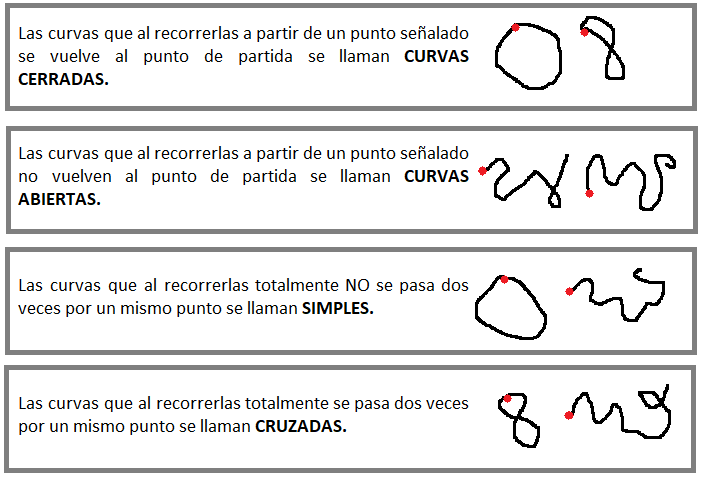 Las curvas que al recorrerlas a partir de un punto señalado
se vuelve al punto de partida se llaman CURVAS
CERRADAS.
Las curvas que al recorrerlas a partir de un punto señalado
no vuelven al punto de partida se llaman CURVAS
ABIERTAS.
Las curvas que al recorrerlas totalmente NO se pasa dos
veces por un mismo punto se llaman SIMPLES.
Las curvas que al recorrerlas totalmente se pasa dos veces
por un mismo punto se llaman CRUZADAS.